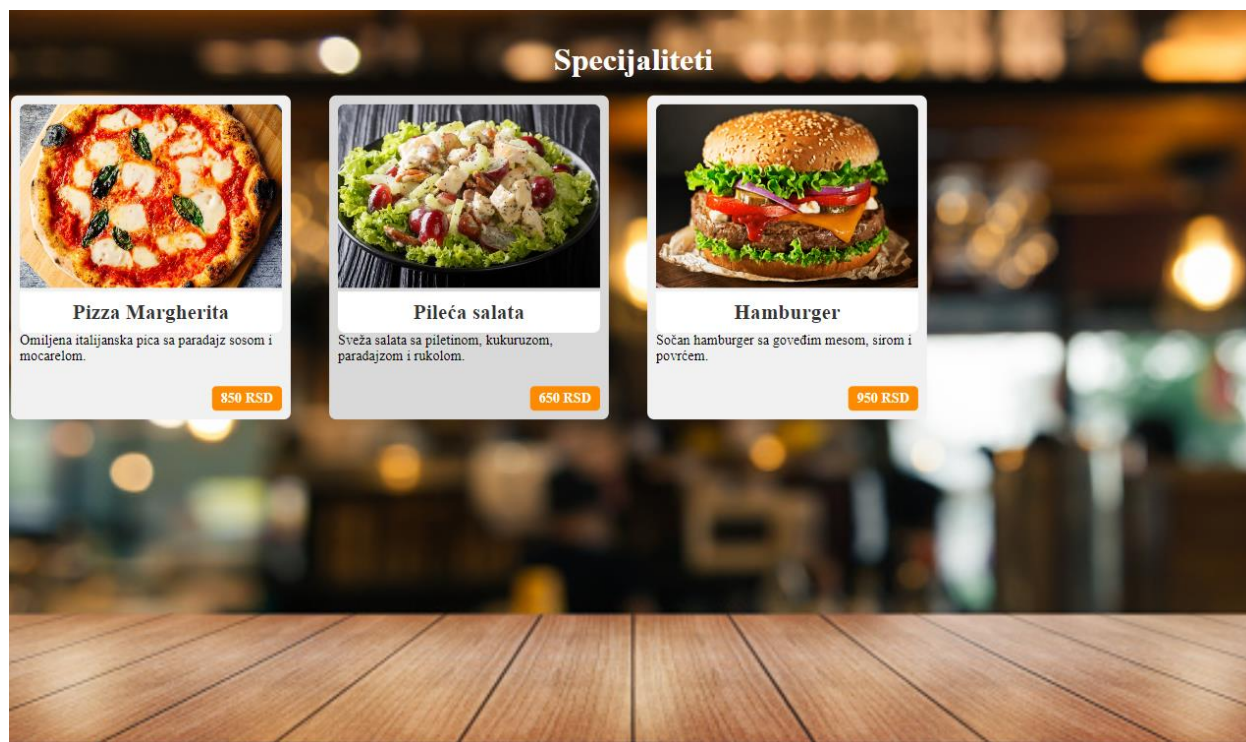 Specijaliteti
Pizza Margherita
Omiljena italijanska pica sa paradajz sosom i
mocarelom.
850 RSD
Pileća salata
Sveža salata sa piletinom, kukuruzom,
paradajzom i rukolom.
650 RSD
Hamburger
Sočan hamburger sa goveđim mesom, sirom i
povrćem.
950 RSD